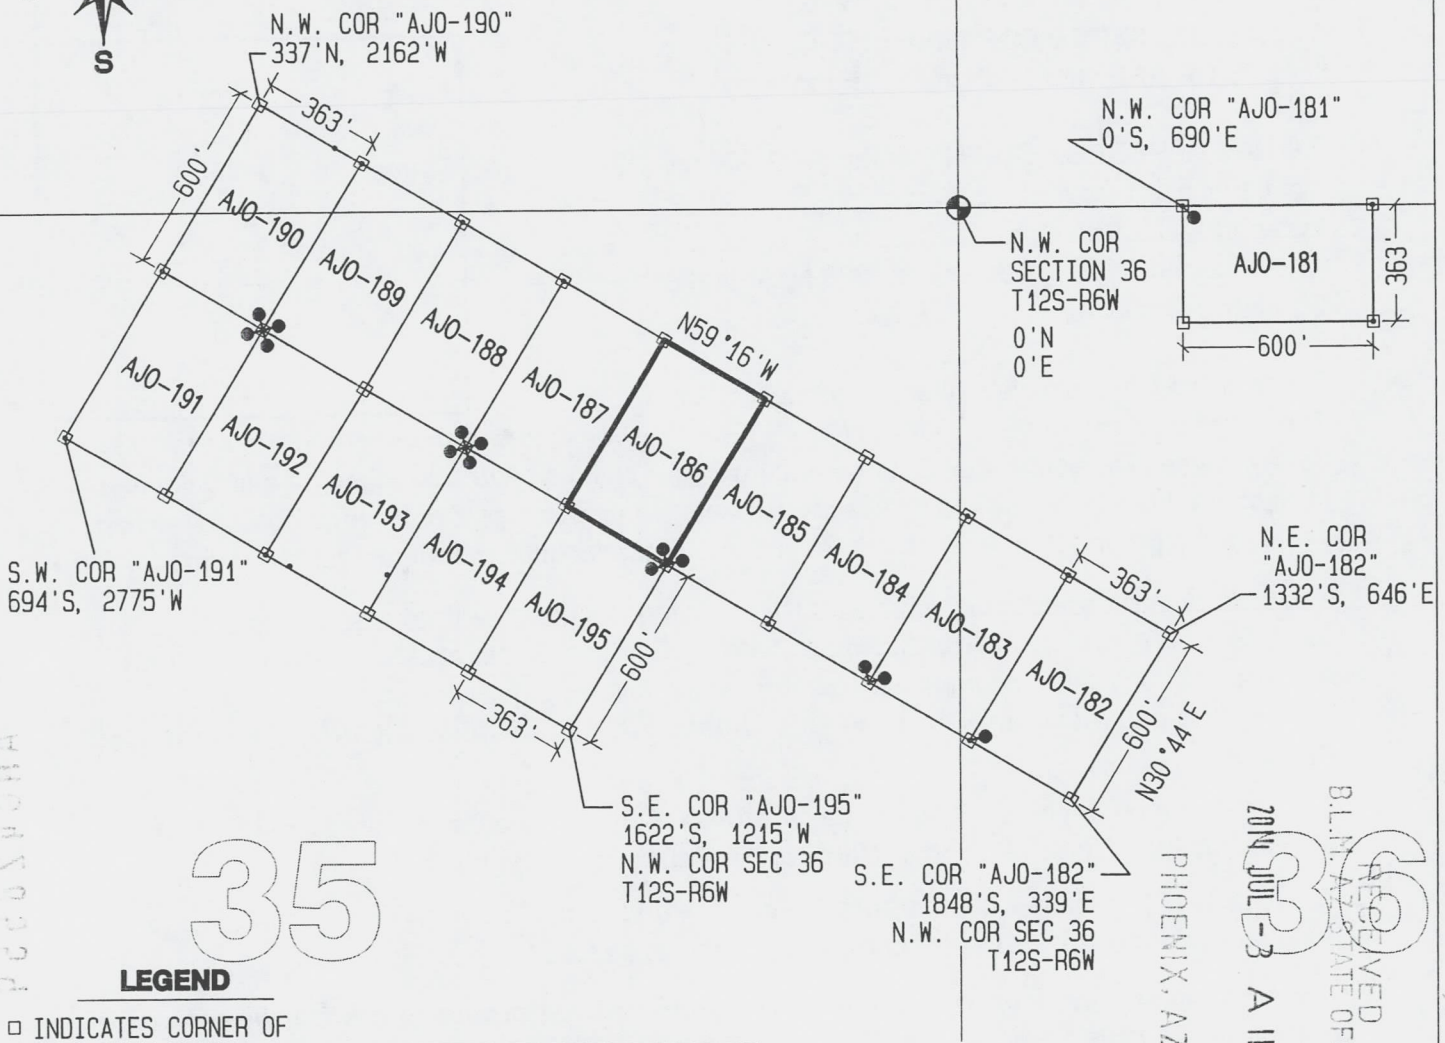 S
N.W. COR "AJO-190"
337'N, 2162'W
363'
600'
N.W. COR "AJO-181"
0'S, 690'E
AJO-181
363'
600'
N.W. COR
SECTION 36
T12S-R6W
0'N
0'E
AJO-190
AJO-189
AJO-188
AJO-187
N59°16'W
AJO-186
AJO-185
AJO-184
AJO-183
AJO-182
AJO-191
AJO-192
AJO-193
AJO-194
AJO-195
600'
363'
363'
600'
N30°44'E
N.E. COR
"AJO-182"
1332'S, 646'E
S.W. COR "AJO-191"
694'S, 2775'W
S.E. COR "AJO-195"
1622'S, 1215'W
N.W. COR SEC 36
T12S-R6W
S.E. COR "AJO-182"
1848'S, 339'E
N.W. COR SEC 36
T12S-R6W
35
36
RECEIVED
B.L.M. AZ STATE OF
JUL -3 A
PHOENIX, AZ
LEGEND
INDICATES CORNER OF